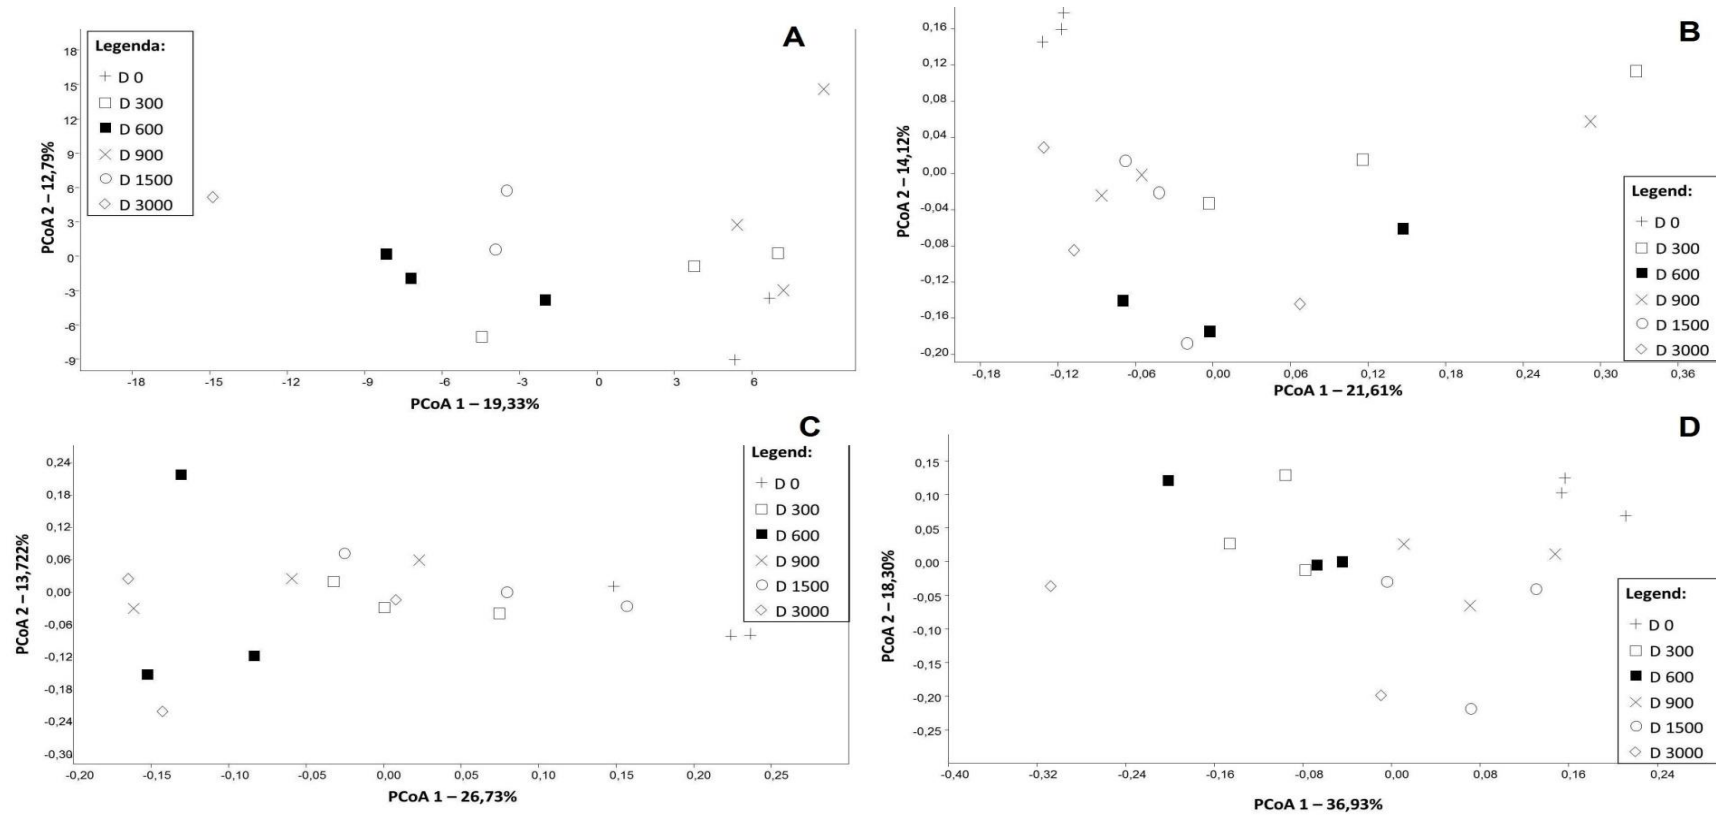 A
Legenda:
D 0
D 300
D 600
D 900
D 1500
D 3000
18
15
12
9
6
3
0
-3
-6
-9
PCoA 2 – 12,79%
-18
-15
-12
-9
-6
-3
0
3
6
PCoA 1 – 19,33%
B
0,16
0,12
0,08
0,04
0,00
-0,04
-0,08
-0,12
-0,16
-0,20
PCoA 2 – 14,12%
Legend:
D 0
D 300
D 600
D 900
D 1500
D 3000
-0,18
-0,12
-0,06
0,00
0,06
0,12
0,18
0,24
0,30
0,36
PCoA 1 – 21,61%
C
Legend:
D 0
D 300
D 600
D 900
D 1500
D 3000
0,24
0,18
0,12
0,06
0,00
-0,06
-0,12
-0,18
-0,24
-0,30
PCoA 2 – 13,722%
-0,20
-0,15
-0,10
-0,05
0,00
0,05
0,10
0,15
0,20
0,25
PCoA 1 – 26,73%
D
0,15
0,10
0,05
0,00
-0,05
-0,10
-0,15
-0,20
-0,25
PCoA 2 – 18,30%
Legend:
D 0
D 300
D 600
D 900
D 1500
D 3000
-0,40
-0,32
-0,24
-0,16
-0,08
0,00
0,08
0,16
0,24
PCoA 1 – 36,93%